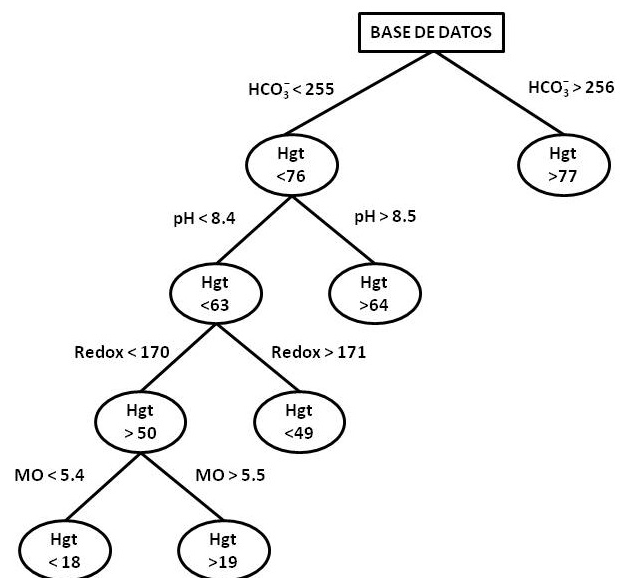 BASE DE DATOS
HCO₃⁻ < 255
HCO₃⁻ > 256
Hgt
<76
Hgt
>77
pH < 8.4
pH > 8.5
Hgt
<63
Hgt
>64
Redox < 170
Redox > 171
Hgt
> 50
Hgt
<49
MO < 5.4
MO > 5.5
Hgt
< 18
Hgt
>19